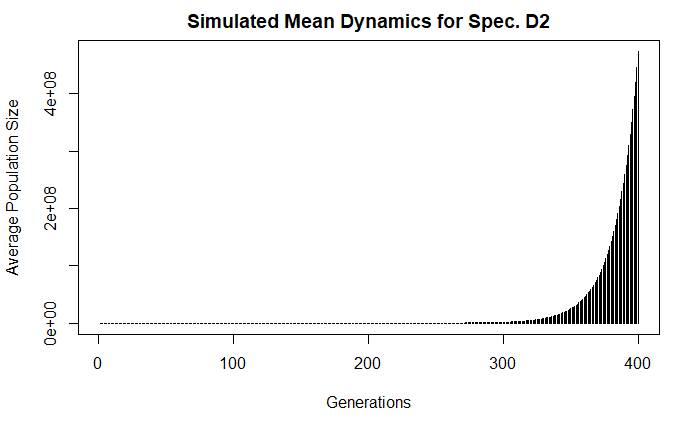 Simulated Mean Dynamics for Spec. D2
Average Population Size
4e+08
2e+08
0e+00
0 100 200 300 400
Generations